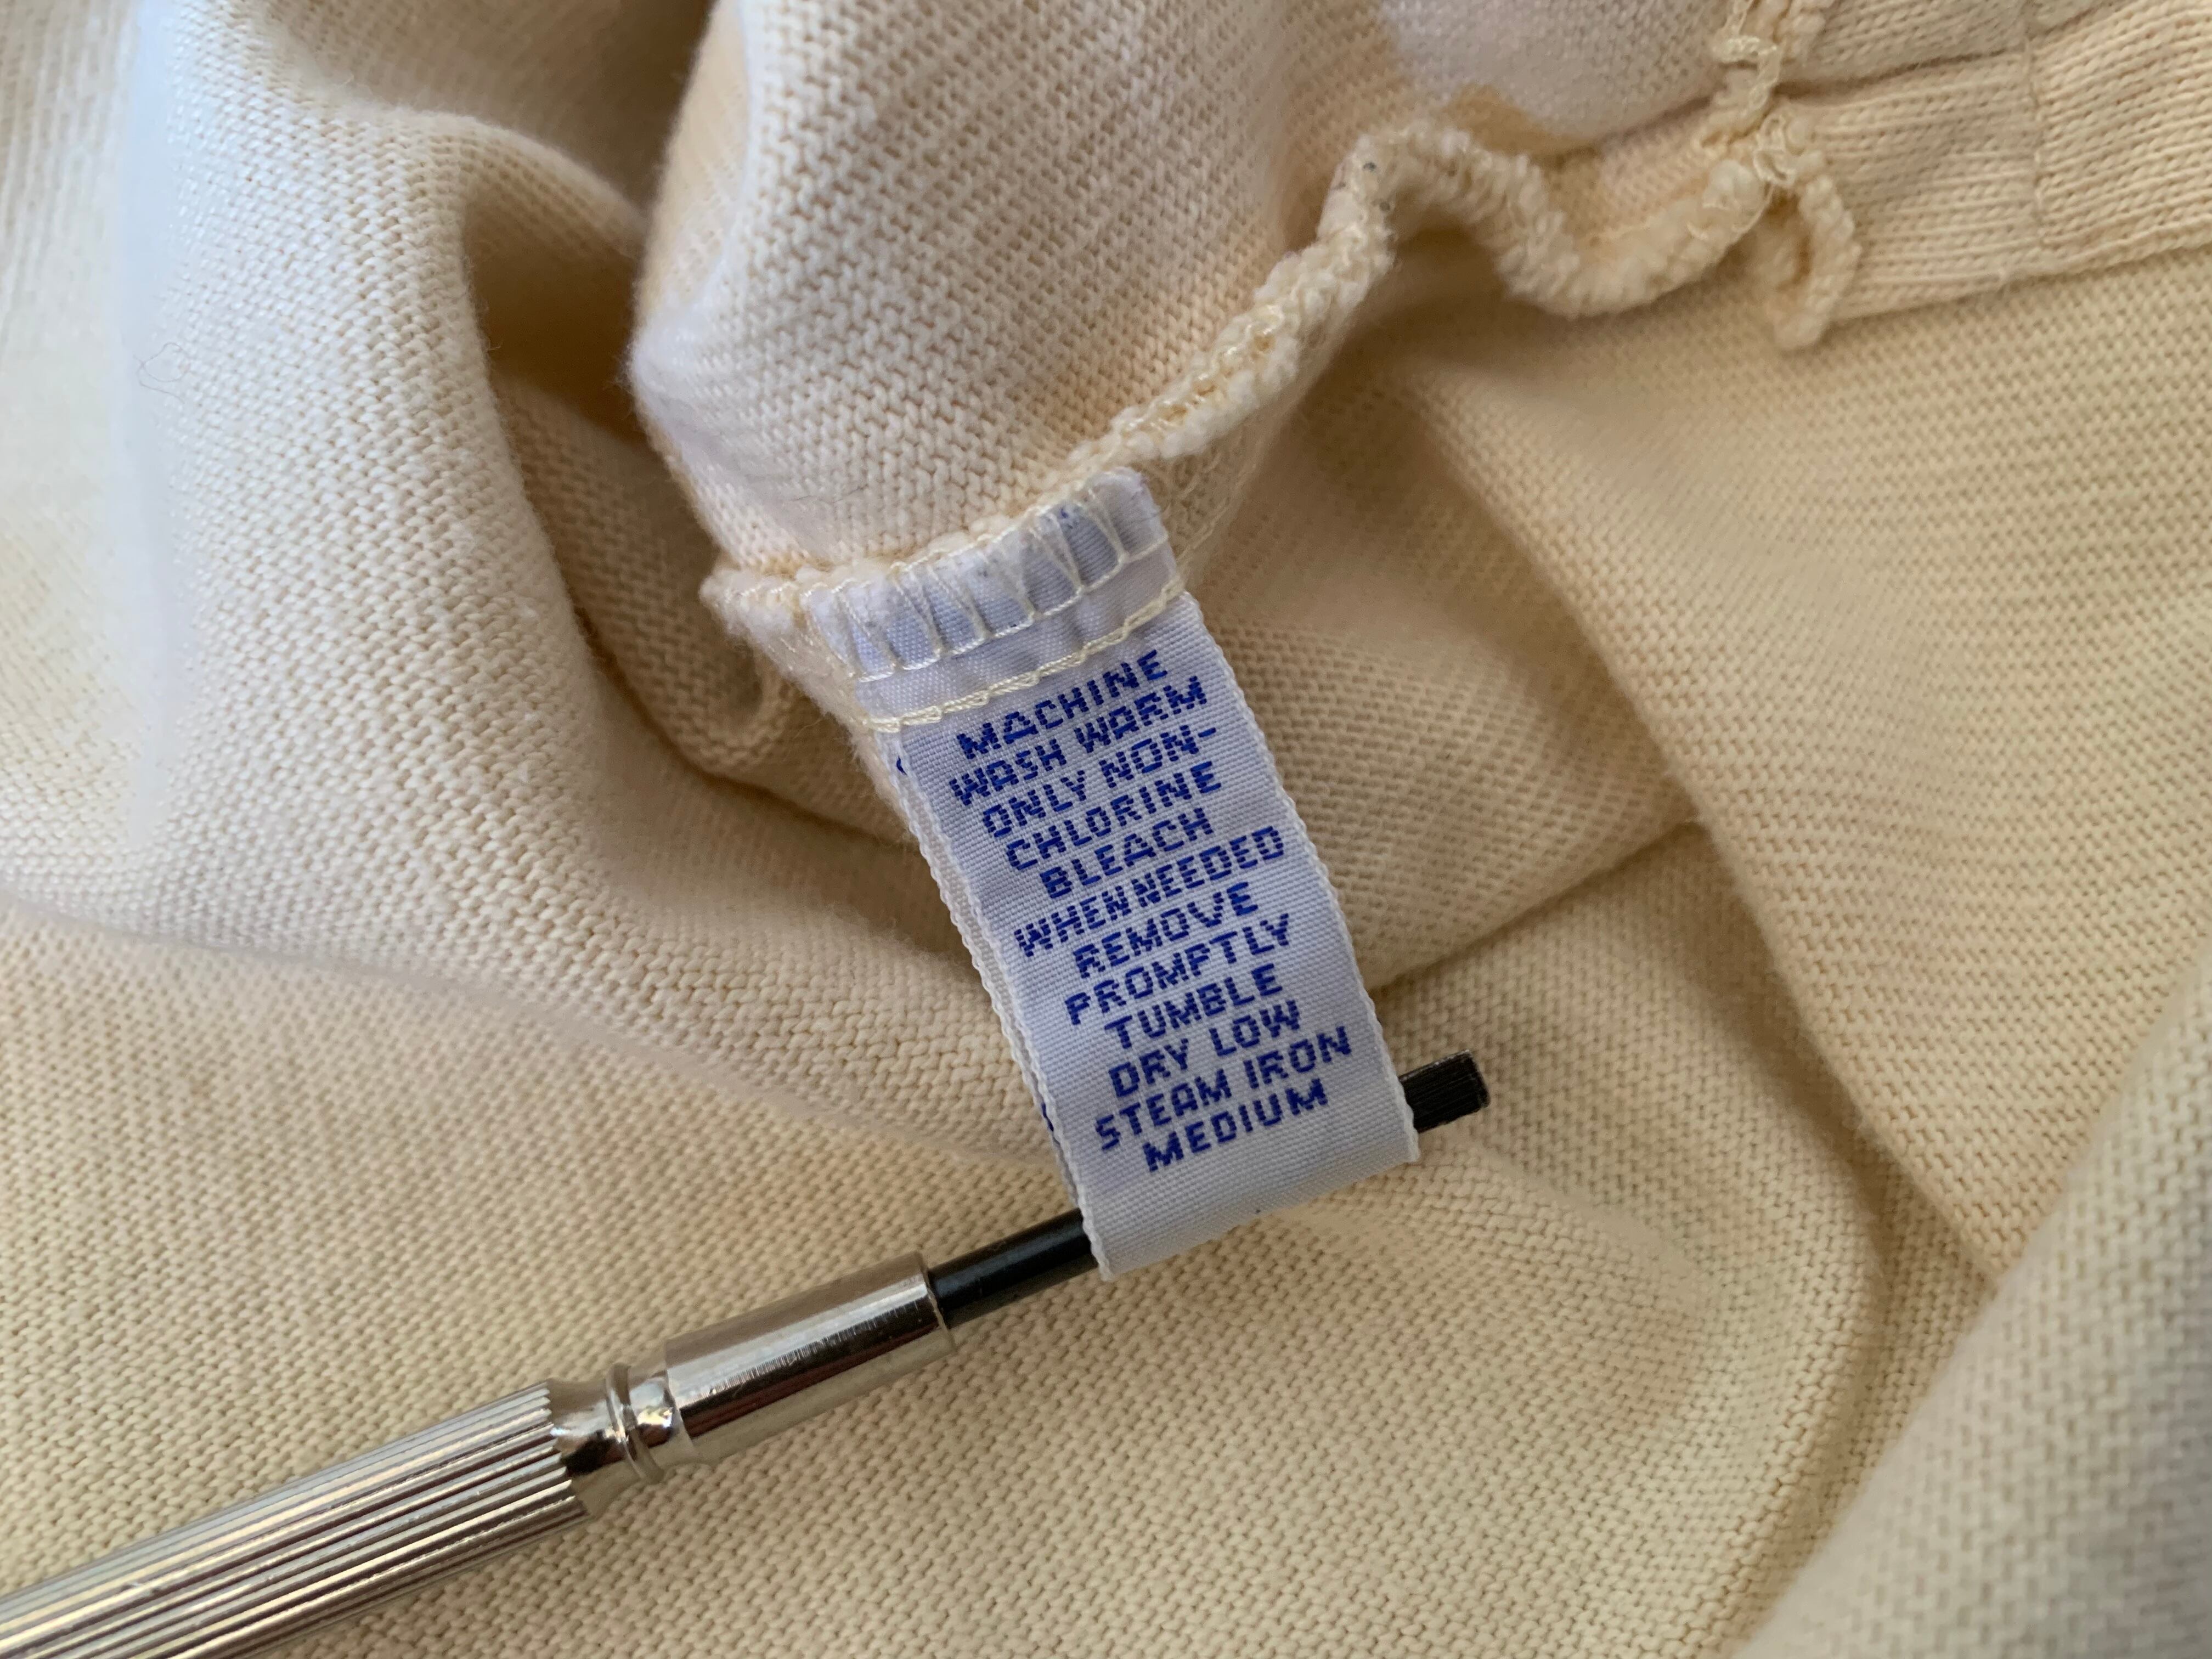 MACHINE
WASH WARM
ONLY NON-
CHLORINE
BLEACH
WHEN NEEDED
REMOVE
PROMPTLY
TUMBLE
DRY LOW
STEAM IRON
MEDIUM